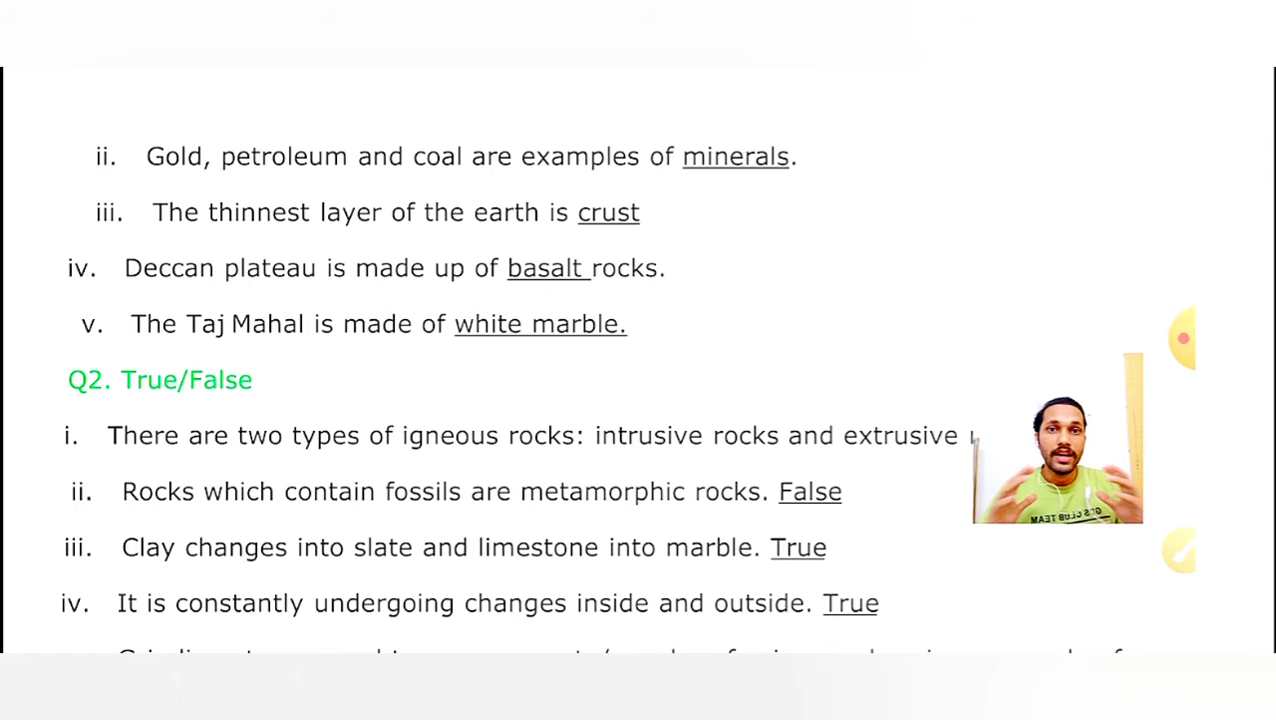 ii. Gold, petroleum and coal are examples of minerals.
iii. The thinnest layer of the earth is crust
iv. Deccan plateau is made up of basalt rocks.
v. The Taj Mahal is made of white marble.
Q2. True/False
i. There are two types of igneous rocks: intrusive rocks and extrusive
ii. Rocks which contain fossils are metamorphic rocks. False
iii. Clay changes into slate and limestone into marble. True
iv. It is constantly undergoing changes inside and outside. True
CLUB TEAM